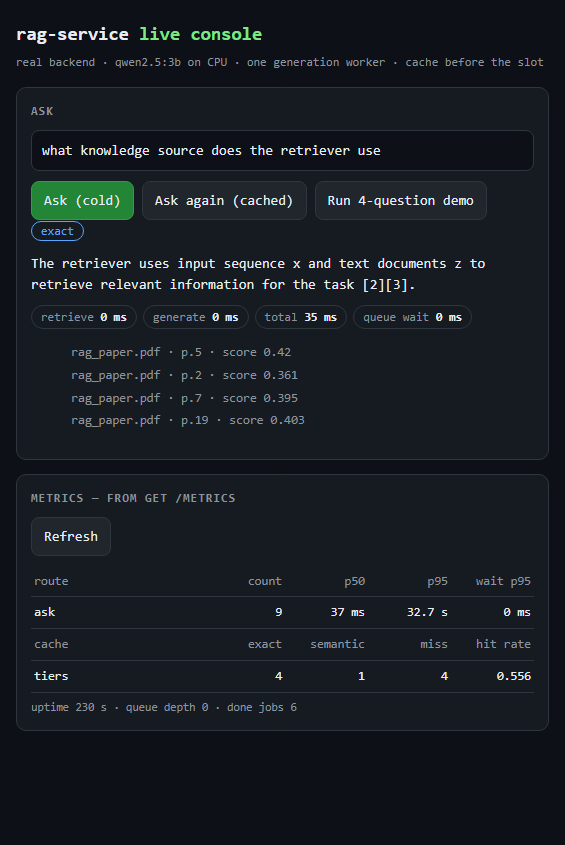 rag-service live console
real backend · qwen2.5:3b on CPU · one generation worker · cache before the slot
ASK
what knowledge source does the retriever use
Ask (cold) Ask again (cached) Run 4-question demo
exact
The retriever uses input sequence x and text documents z to
retrieve relevant information for the task [2][3].
retrieve 0 ms generate 0 ms total 35 ms queue wait 0 ms
rag_paper.pdf · p.5 · score 0.42
rag_paper.pdf · p.2 · score 0.361
rag_paper.pdf · p.7 · score 0.395
rag_paper.pdf · p.19 · score 0.403
METRICS — FROM GET /METRICS
Refresh
route count p50 p95 wait p95
ask 9 37 ms 32.7 s 0 ms
cache exact semantic miss hit rate
tiers 4 1 4 0.556
uptime 230 s · queue depth 0 · done jobs 6